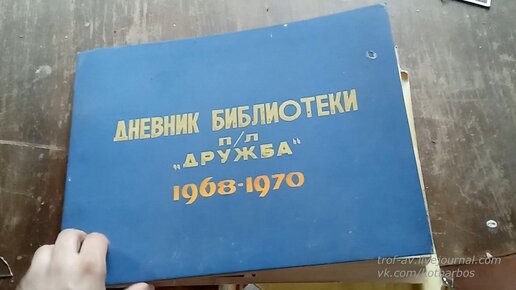 ДНЕВНИК БИБЛИОТЕКИ
п/л
„ДРУЖБА“
1968-1970
trof-av.livejournal.com
vk.com/kotbarbos